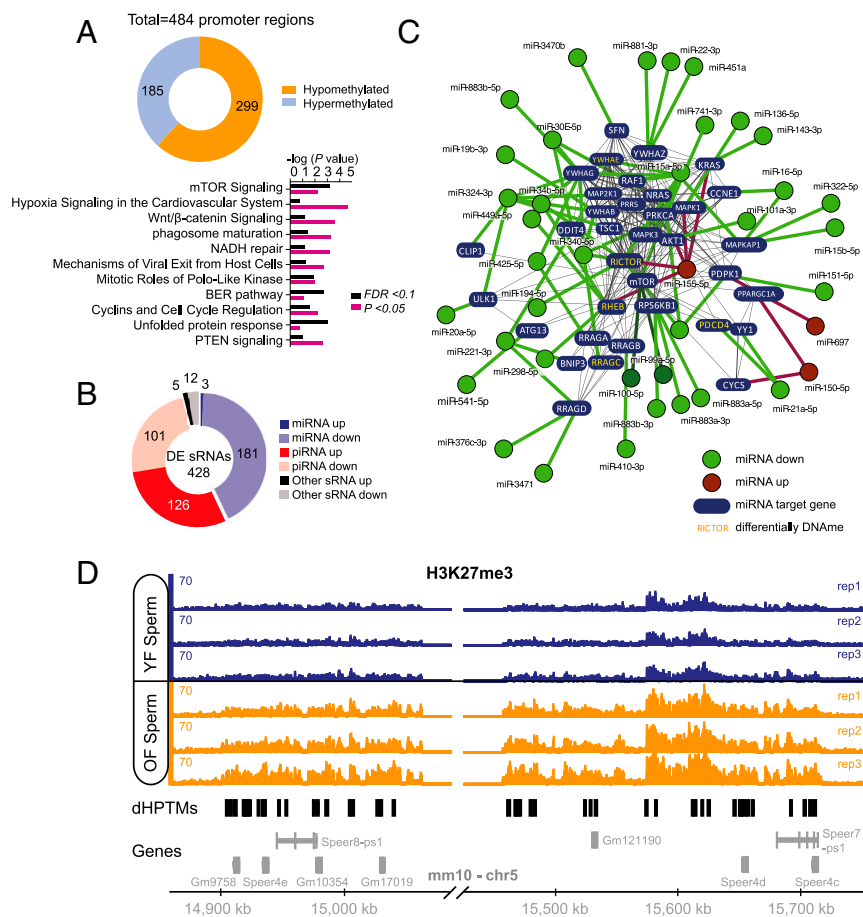 A
Total=484 promoter regions
185
299
Hypomethylated
Hypermethylated
-log (P value)
0 1 2 3 4 5
mTOR Signaling
Hypoxia Signaling in the Cardiovascular System
Wnt/β-catenin Signaling
phagosome maturation
NADH repair
Mechanisms of Viral Exit from Host Cells
Mitotic Roles of Polo-Like Kinase
BER pathway
Cyclins and Cell Cycle Regulation
Unfolded protein response
PTEN signaling
FDR <0.1
P <0.05
B
5
12
3
101
181
126
DE sRNAs
428
miRNA up
miRNA down
piRNA up
piRNA down
Other sRNA up
Other sRNA down
C
miR-3470b
miR-881-3p
miR-22-3p
miR-451a
miR-883b-5p
miR-30E-5p
miR-741-3p
miR-136-5p
miR-143-3p
miR-19b-3p
SFN
YWHAZ
YWHAE
miR-15a-5p
KRAS
YWHAG
RAF1
miR-16-5p
miR-324-3p
miR-34b-5p
MAP2K1
NRAS
CCNE1
miR-322-5p
PRR5
MAPK1
miR-449a-5p
YWHAB
PRKCA
miR-101a-3p
DDIT4
TSC1
MAPK3
AKT1
MAPKAP1
miR-15b-5p
CLIP1
miR-340-5p
miR-425-5p
RICTOR
miR-155-5p
PDPK1
miR-151-5p
mTOR
ULK1
miR-194-5p
RHEB
RPS6KB1
PPARGC1A
miR-20a-5p
ATG13
RRAGA
RRAGB
PDCD4
YY1
miR-697
miR-221-3p
BNIP3
RRAGC
miR-99a-5p
miR-298-5p
CYCS
miR-150-5p
miR-541-5p
RRAGD
miR-100-5p
miR-883a-5p
miR-21a-5p
miR-883b-3p
miR-883a-3p
miR-376c-3p
miR-410-3p
miR-3471
miRNA down
miRNA up
miRNA target gene
RICTOR differentially DNAme
D
H3K27me3
YF Sperm
70 rep1
70 rep2
70 rep3
OF Sperm
70 rep1
70 rep2
70 rep3
dHPTMs
Genes
Speer8-ps1
Gm121190
Speer7
-ps1
Gm9758
Speer4e
Gm10354
Gm17019
mm10 - chr5
Speer4d
Speer4c
14,900 kb
15,000 kb
15,500 kb
15,600 kb
15,700 kb